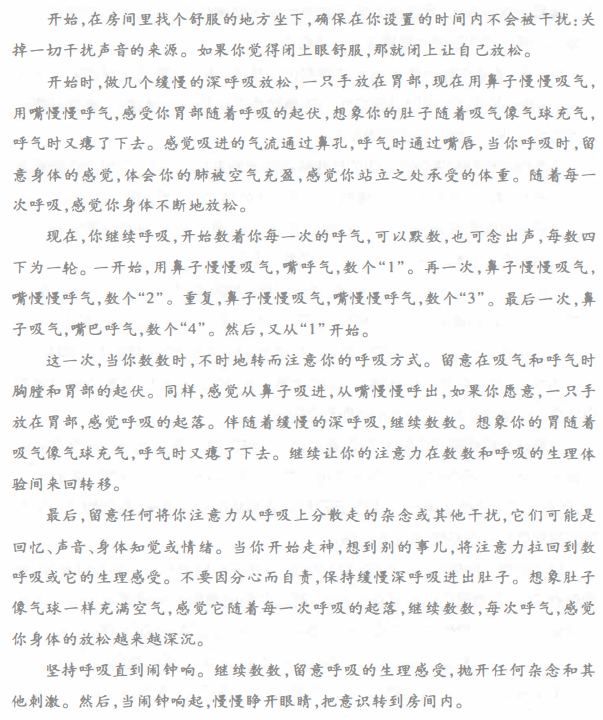 开始,在房间里找个舒服的地方坐下,确保在你设置的时间内不会被干扰:关
掉一切干扰声音的来源。如果你觉得闭上眼舒服,那就闭上让自己放松。
开始时,做几个缓慢的深呼吸放松,一只手放在胃部,现在用鼻子慢慢吸气,
用嘴慢慢呼气,感受你胃部随着呼吸的起伏,想象你的肚子随着吸气像气球充气,
呼气时又瘪了下去。感觉吸进的气流通过鼻孔,呼气时通过嘴唇,当你呼吸时,留
意身体的感觉,体会你的肺被空气充盈,感觉你站立之处承受的体重。随着每一
次呼吸,感觉你身体不断地放松。
现在,你继续呼吸,开始数着你每一次的呼气,可以默数,也可念出声,每数四
下为一轮。一开始,用鼻子慢慢吸气,嘴呼气,数个“1”。再一次,鼻子慢慢吸气,
嘴慢慢呼气,数个“2”。重复,鼻子慢慢吸气,嘴慢慢呼气,数个“3”。最后一次,鼻
子吸气,嘴巴呼气,数个“4”。然后,又从“1”开始。
这一次,当你数数时,不时地转而注意你的呼吸方式。留意在吸气和呼气时
胸膛和胃部的起伏。同样,感觉从鼻子吸进,从嘴慢慢呼出,如果你愿意,一只手
放在胃部,感觉呼吸的起落。伴随着缓慢的深呼吸,继续数数。想象你的胃随着
吸气像气球充气,呼气时又瘪了下去。继续让你的注意力在数数和呼吸的生理体
验间来回转移。
最后,留意任何将你注意力从呼吸上分散走的杂念或其他干扰,它们可能是
回忆、声音、身体知觉或情绪。当你开始走神,想到别的事儿,将注意力拉回到数
呼吸或它的生理感受。不要因分心而自责,保持缓慢深呼吸进出肚子。想象肚子
像气球一样充满空气,感觉它随着每一次呼吸的起落,继续数数,每次呼气,感觉
你身体的放松越来越深沉。
坚持呼吸直到闹钟响。继续数数,留意呼吸的生理感受,抛开任何杂念和其
他刺激。然后,当闹钟响起,慢慢睁开眼睛,把意识转到房间内。